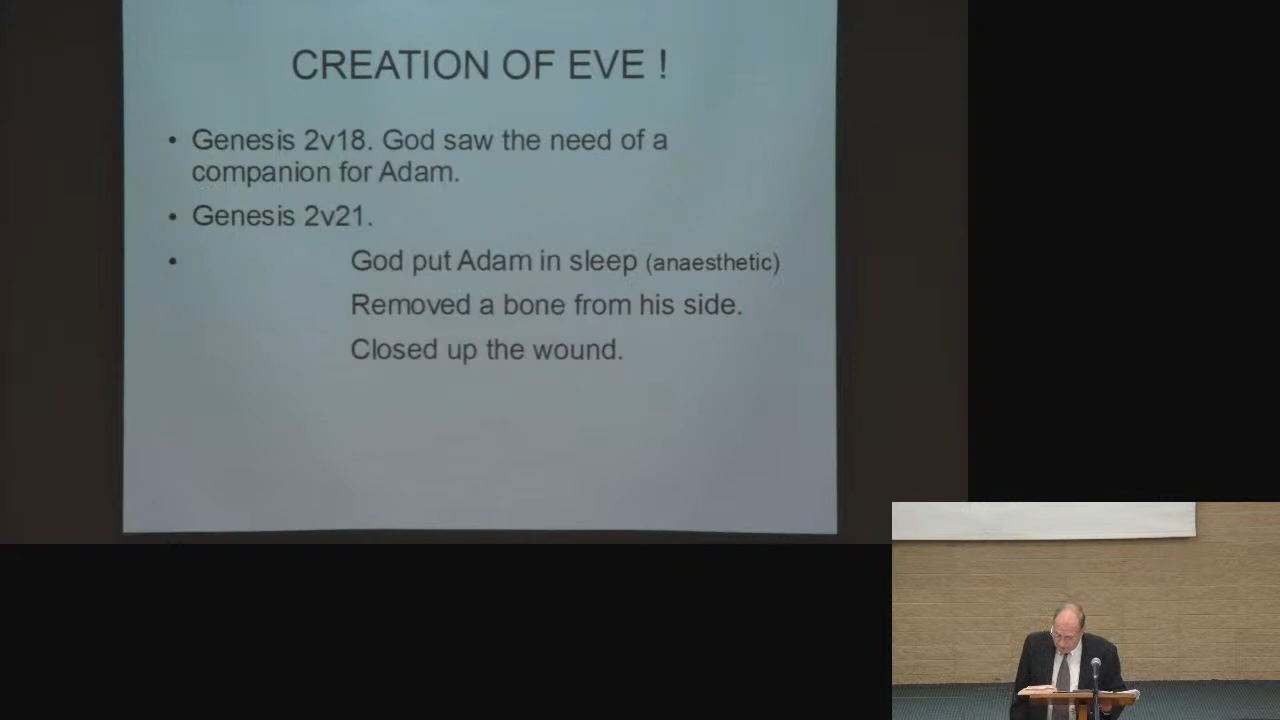 CREATION OF EVE !
• Genesis 2v18. God saw the need of a
companion for Adam.
• Genesis 2v21.
• God put Adam in sleep (anaesthetic)
Removed a bone from his side.
Closed up the wound.